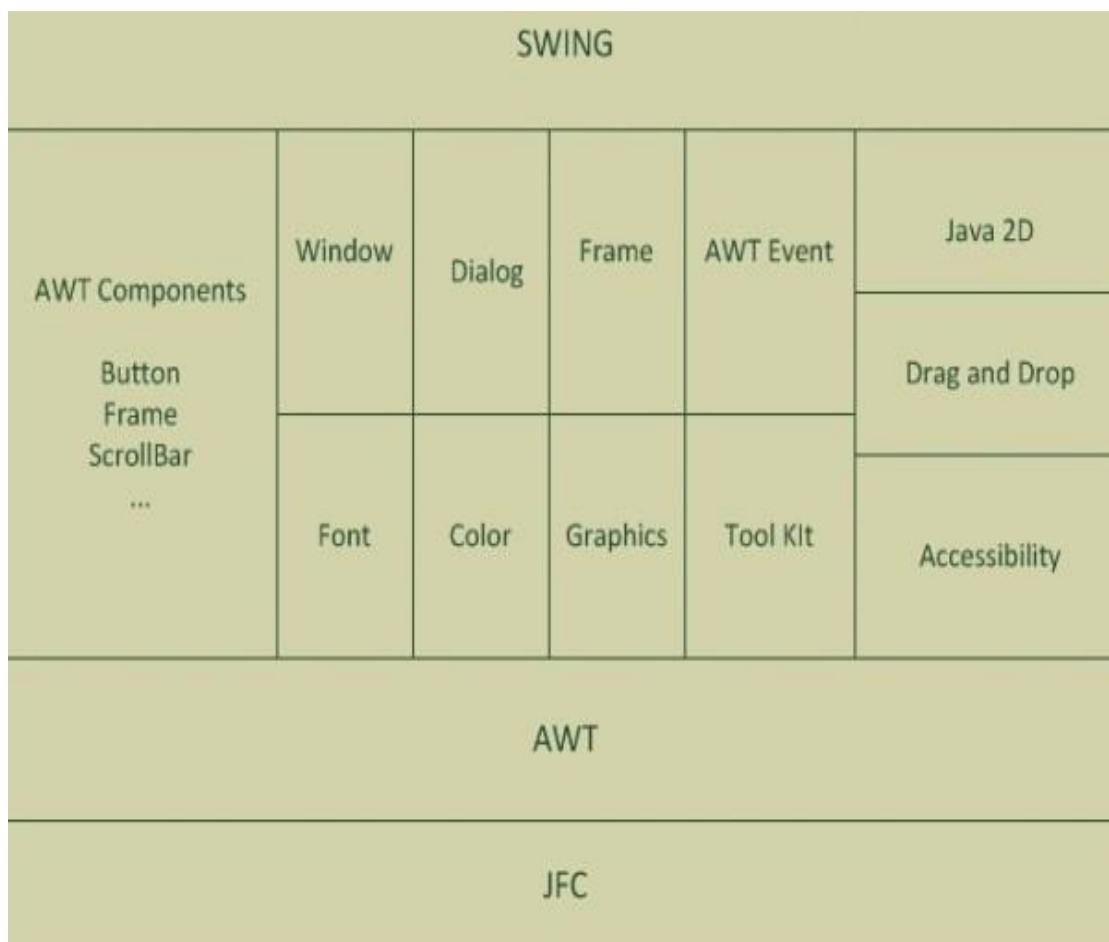 SWING
AWT Components
Button
Frame
ScrollBar
...
Window
Dialog
Frame
AWT Event
Font
Color
Graphics
Tool KIt
Java 2D
Drag and Drop
Accessibility
AWT
JFC